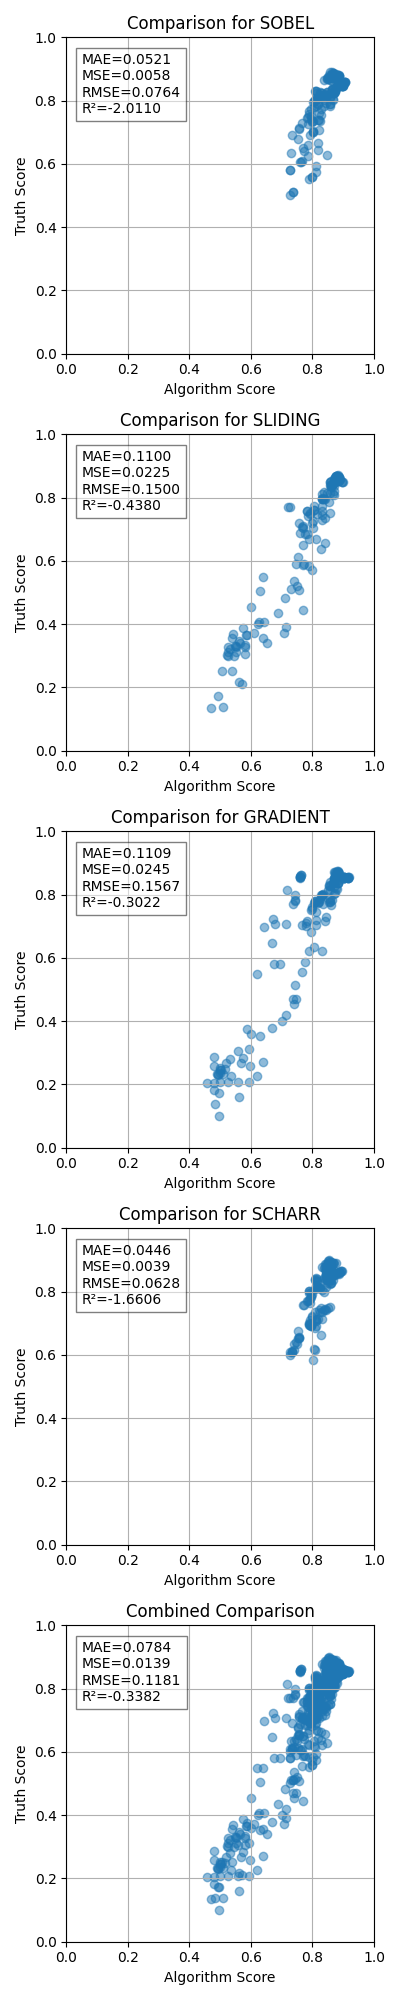 Comparison for SOBEL
1.0
MAE=0.0521
MSE=0.0058
RMSE=0.0764
R²=-2.0110
0.8
0.6
0.4
0.2
0.0
Truth Score
0.0 0.2 0.4 0.6 0.8 1.0
Algorithm Score
Comparison for SLIDING
1.0
MAE=0.1100
MSE=0.0225
RMSE=0.1500
R²=-0.4380
0.8
0.6
0.4
0.2
0.0
Truth Score
0.0 0.2 0.4 0.6 0.8 1.0
Algorithm Score
Comparison for GRADIENT
1.0
MAE=0.1109
MSE=0.0245
RMSE=0.1567
R²=-0.3022
0.8
0.6
0.4
0.2
0.0
Truth Score
0.0 0.2 0.4 0.6 0.8 1.0
Algorithm Score
Comparison for SCHARR
1.0
MAE=0.0446
MSE=0.0039
RMSE=0.0628
R²=-1.6606
0.8
0.6
0.4
0.2
0.0
Truth Score
0.0 0.2 0.4 0.6 0.8 1.0
Algorithm Score
Combined Comparison
1.0
MAE=0.0784
MSE=0.0139
RMSE=0.1181
R²=-0.3382
0.8
0.6
0.4
0.2
0.0
Truth Score
0.0 0.2 0.4 0.6 0.8 1.0
Algorithm Score